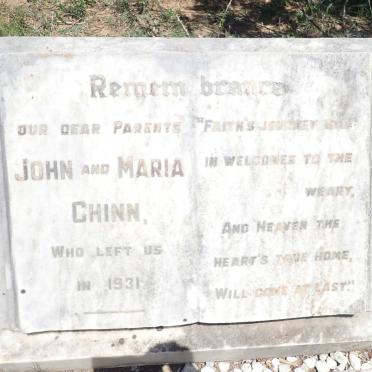 Remembrance
OUR DEAR PARENTS
JOHN AND MARIA
CHINN,
WHO LEFT US
IN 1931
"FAITH'S JOURNEY ENDS
IN WELCOMES TO THE
WEARY,
AND HEAVEN THE
HEART'S TRUE HOME,
WILL COME AT LAST"